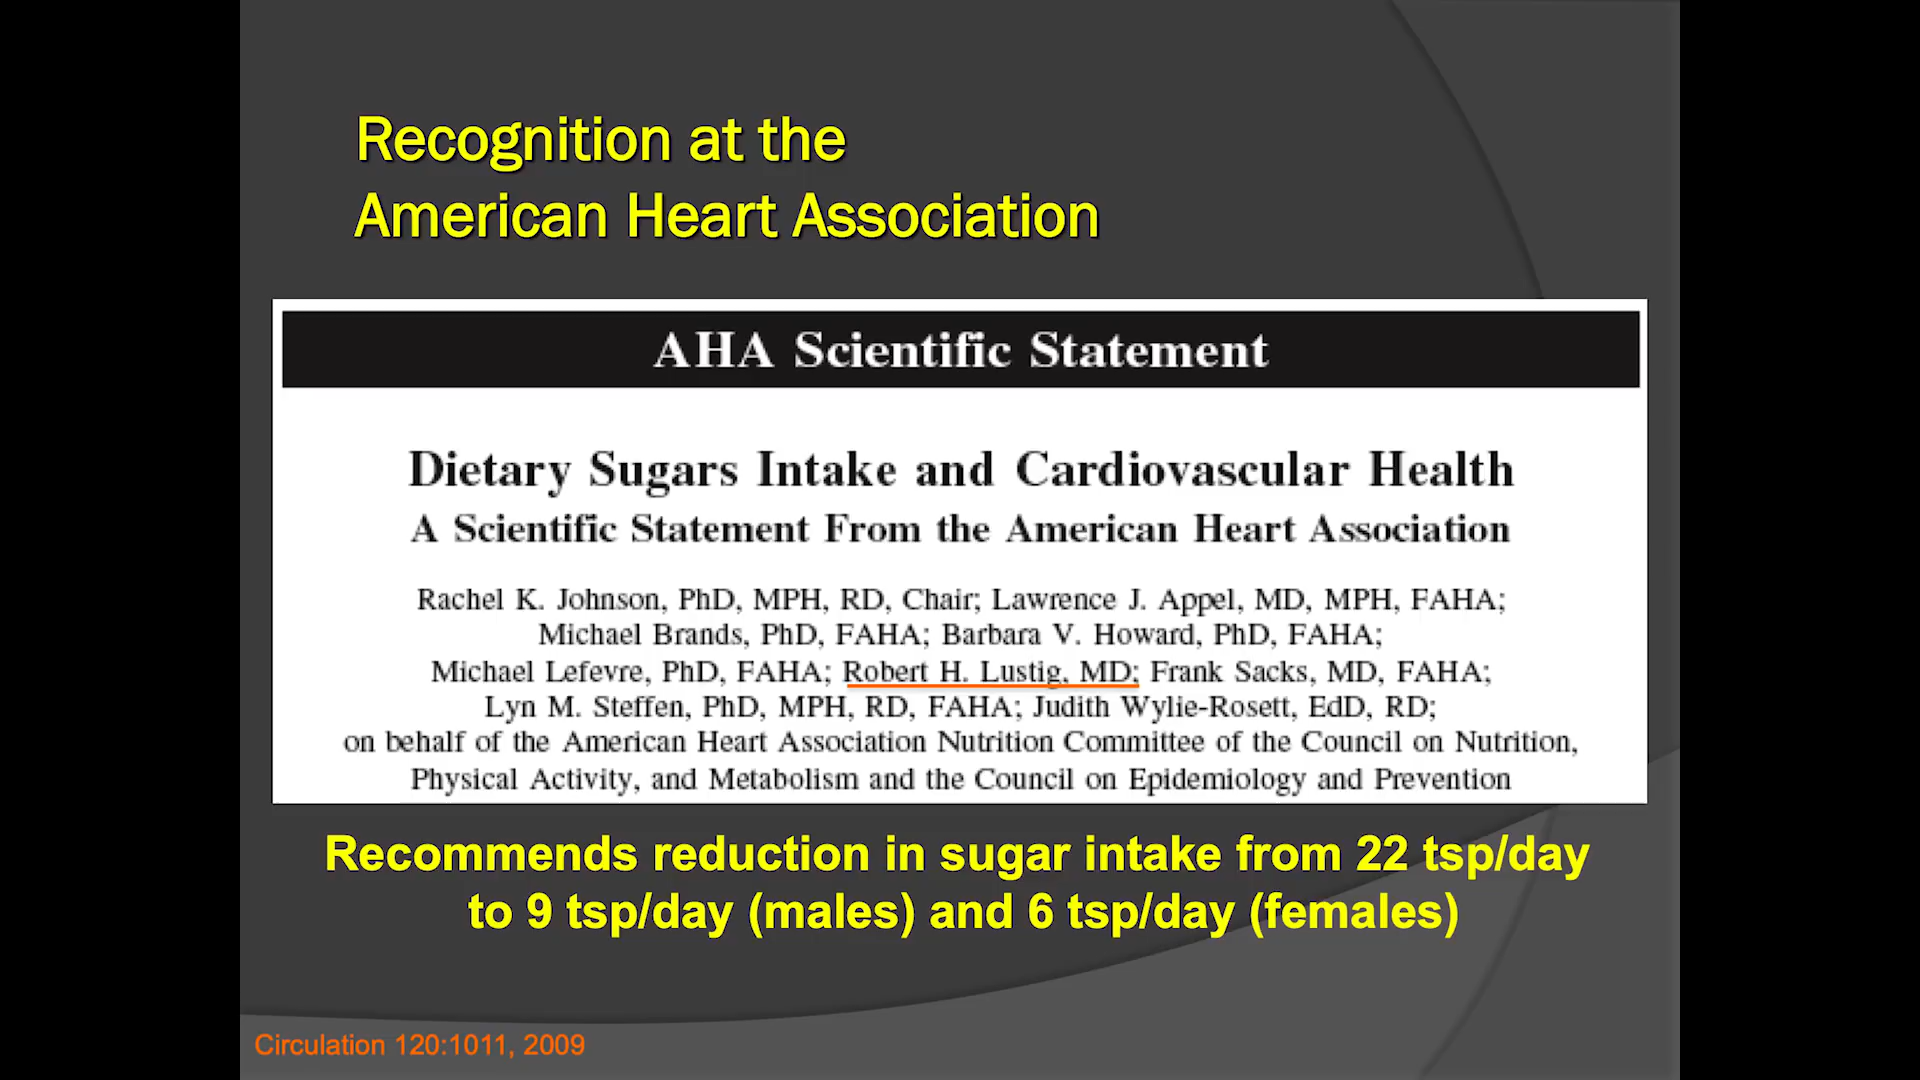 Recognition at the
American Heart Association
AHA Scientific Statement
Dietary Sugars Intake and Cardiovascular Health
A Scientific Statement From the American Heart Association
Rachel K. Johnson, PhD, MPH, RD, Chair; Lawrence J. Appel, MD, MPH, FAHA;
Michael Brands, PhD, FAHA; Barbara V. Howard, PhD, FAHA;
Michael Lefevre, PhD, FAHA; Robert H. Lustig, MD; Frank Sacks, MD, FAHA;
Lyn M. Steffen, PhD, MPH, RD, FAHA; Judith Wylie-Rosett, EdD, RD;
on behalf of the American Heart Association Nutrition Committee of the Council on Nutrition,
Physical Activity, and Metabolism and the Council on Epidemiology and Prevention
Recommends reduction in sugar intake from 22 tsp/day
to 9 tsp/day (males) and 6 tsp/day (females)
Circulation 120:1011, 2009